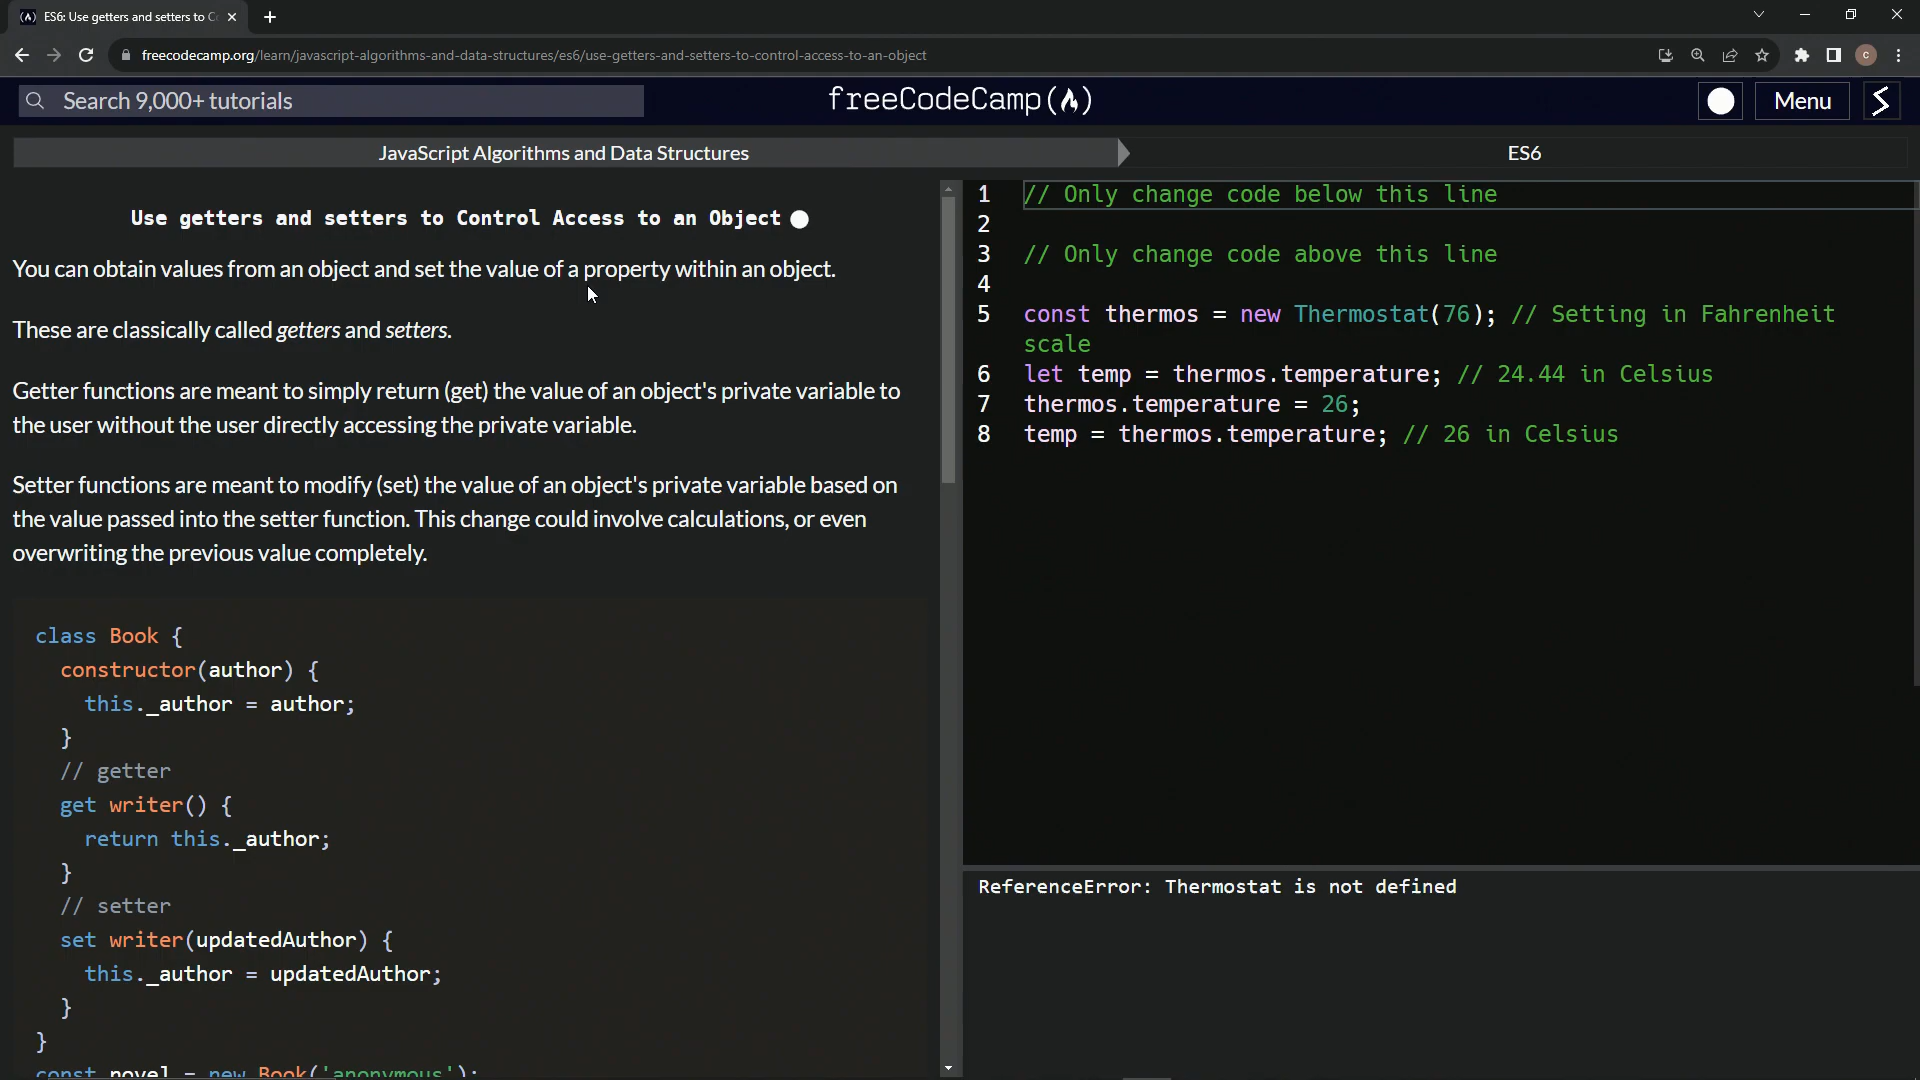 ES6: Use getters and setters to C
freecodecamp.org/learn/javascript-algorithms-and-data-structures/es6/use-getters-and-setters-to-control-access-to-an-object
C
Search 9,000+ tutorials
freeCodeCamp
Menu
JavaScript Algorithms and Data Structures
ES6
Use getters and setters to Control Access to an Object
You can obtain values from an object and set the value of a property within an object.
These are classically called getters and setters.
Getter functions are meant to simply return (get) the value of an object's private variable to
the user without the user directly accessing the private variable.
Setter functions are meant to modify (set) the value of an object's private variable based on
the value passed into the setter function. This change could involve calculations, or even
overwriting the previous value completely.
class Book {
constructor(author) {
this._author = author;
}
// getter
get writer() {
return this._author;
}
// setter
set writer(updatedAuthor) {
this._author = updatedAuthor;
}
}
const novel = new Book('anonymous');
1 // Only change code below this line
2
3 // Only change code above this line
4
5 const thermos = new Thermostat(76); // Setting in Fahrenheit
scale
6 let temp = thermos.temperature; // 24.44 in Celsius
7 thermos.temperature = 26;
8 temp = thermos.temperature; // 26 in Celsius
ReferenceError: Thermostat is not defined